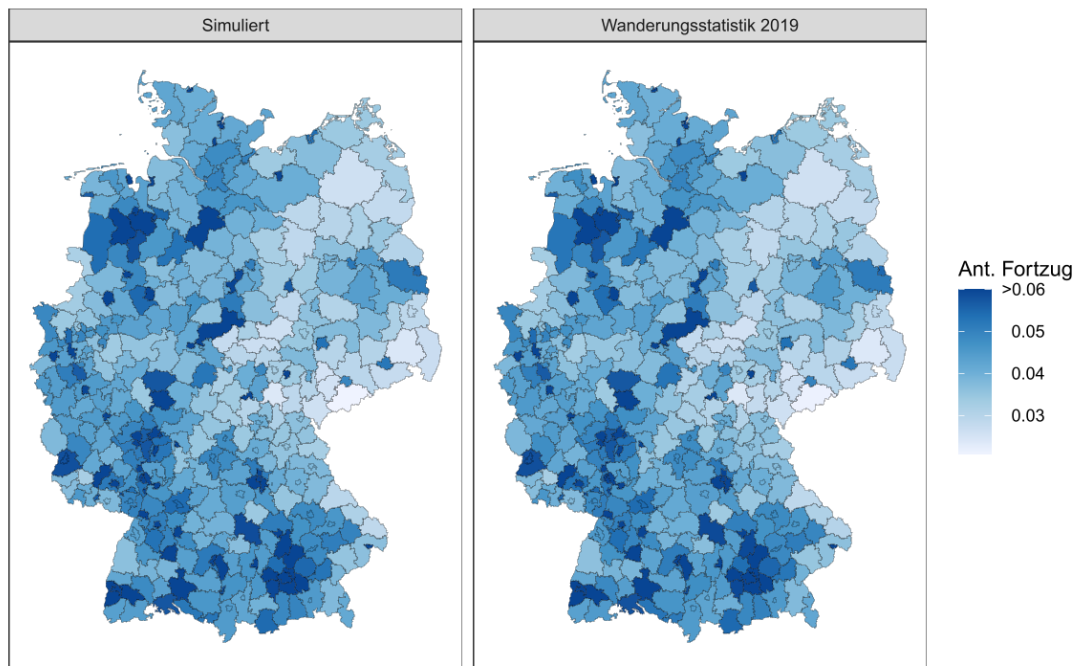 Simuliert
Wanderungsstatistik 2019
Ant. Fortzug
>0.06
0.05
0.04
0.03